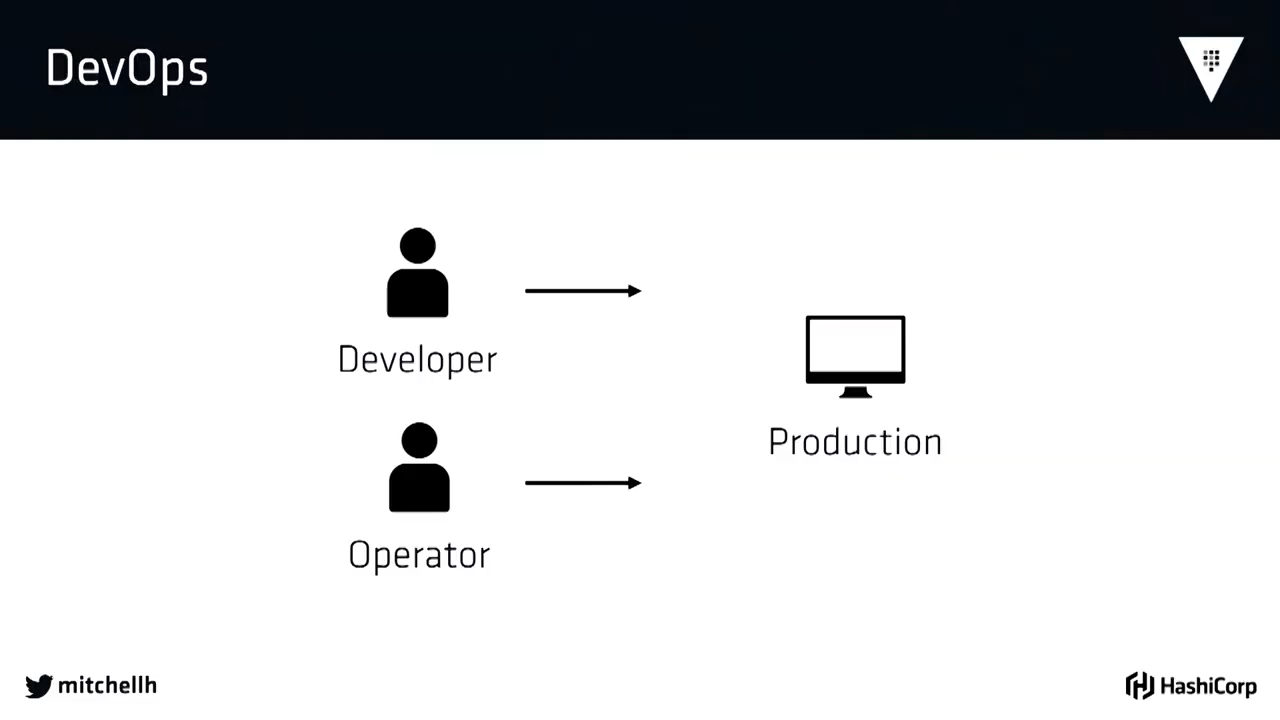 DevOps
Developer
Operator
Production
mitchellh
HashiCorp